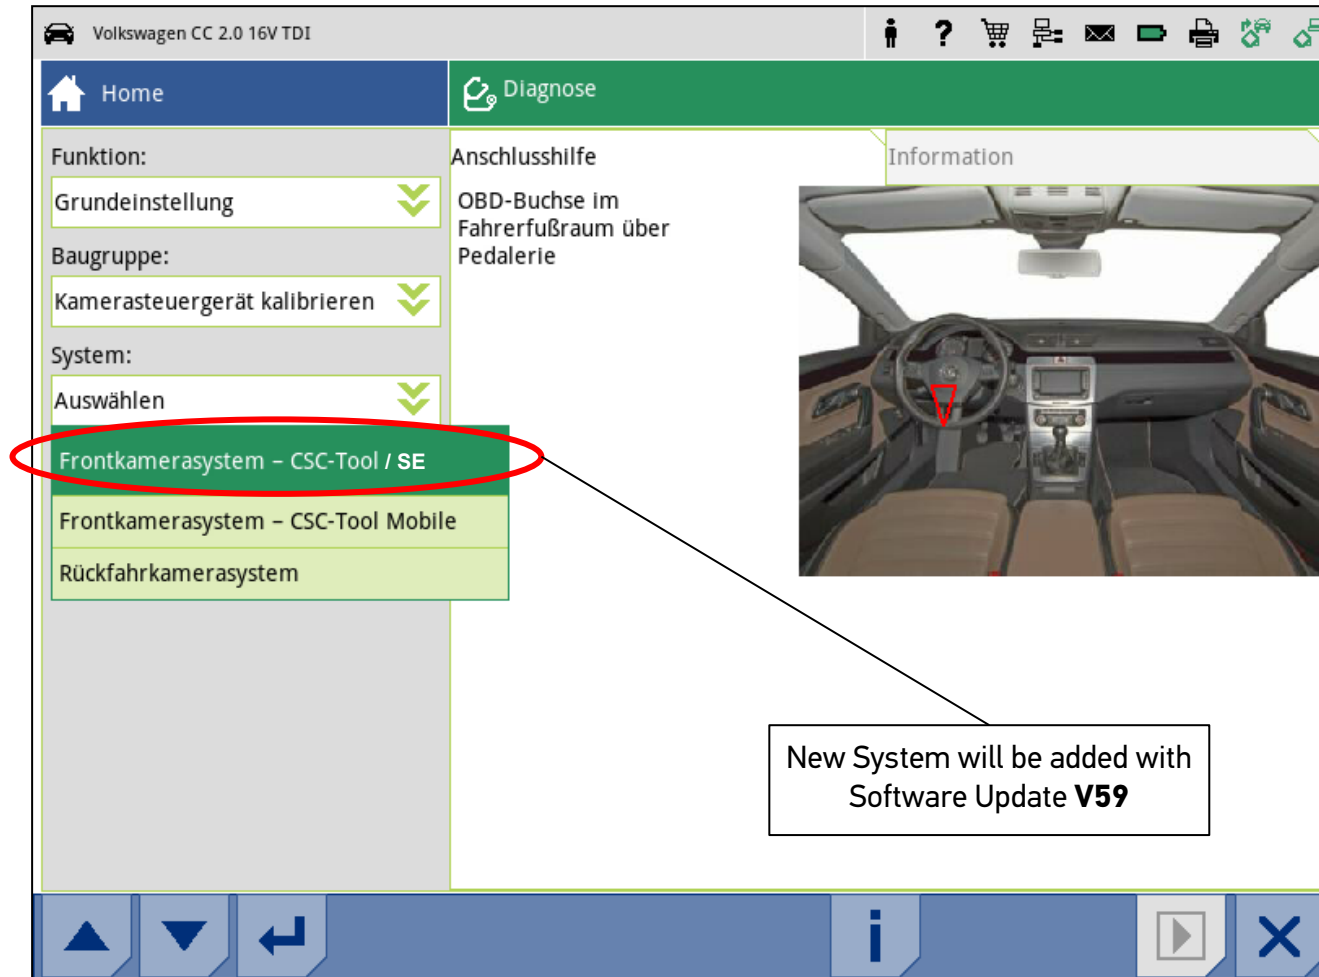 Volkswagen CC 2.0 16V TDI
?
Home
Diagnose
Funktion:
Grundeinstellung
Baugruppe:
Kamerasteuergerät kalibrieren
System:
Auswählen
Frontkamerasystem – CSC-Tool / SE
Frontkamerasystem – CSC-Tool Mobile
Rückfahrkamerasystem
Anschlusshilfe
Information
OBD-Buchse im
Fahrerfußraum über
Pedalerie
New System will be added with
Software Update V59
i